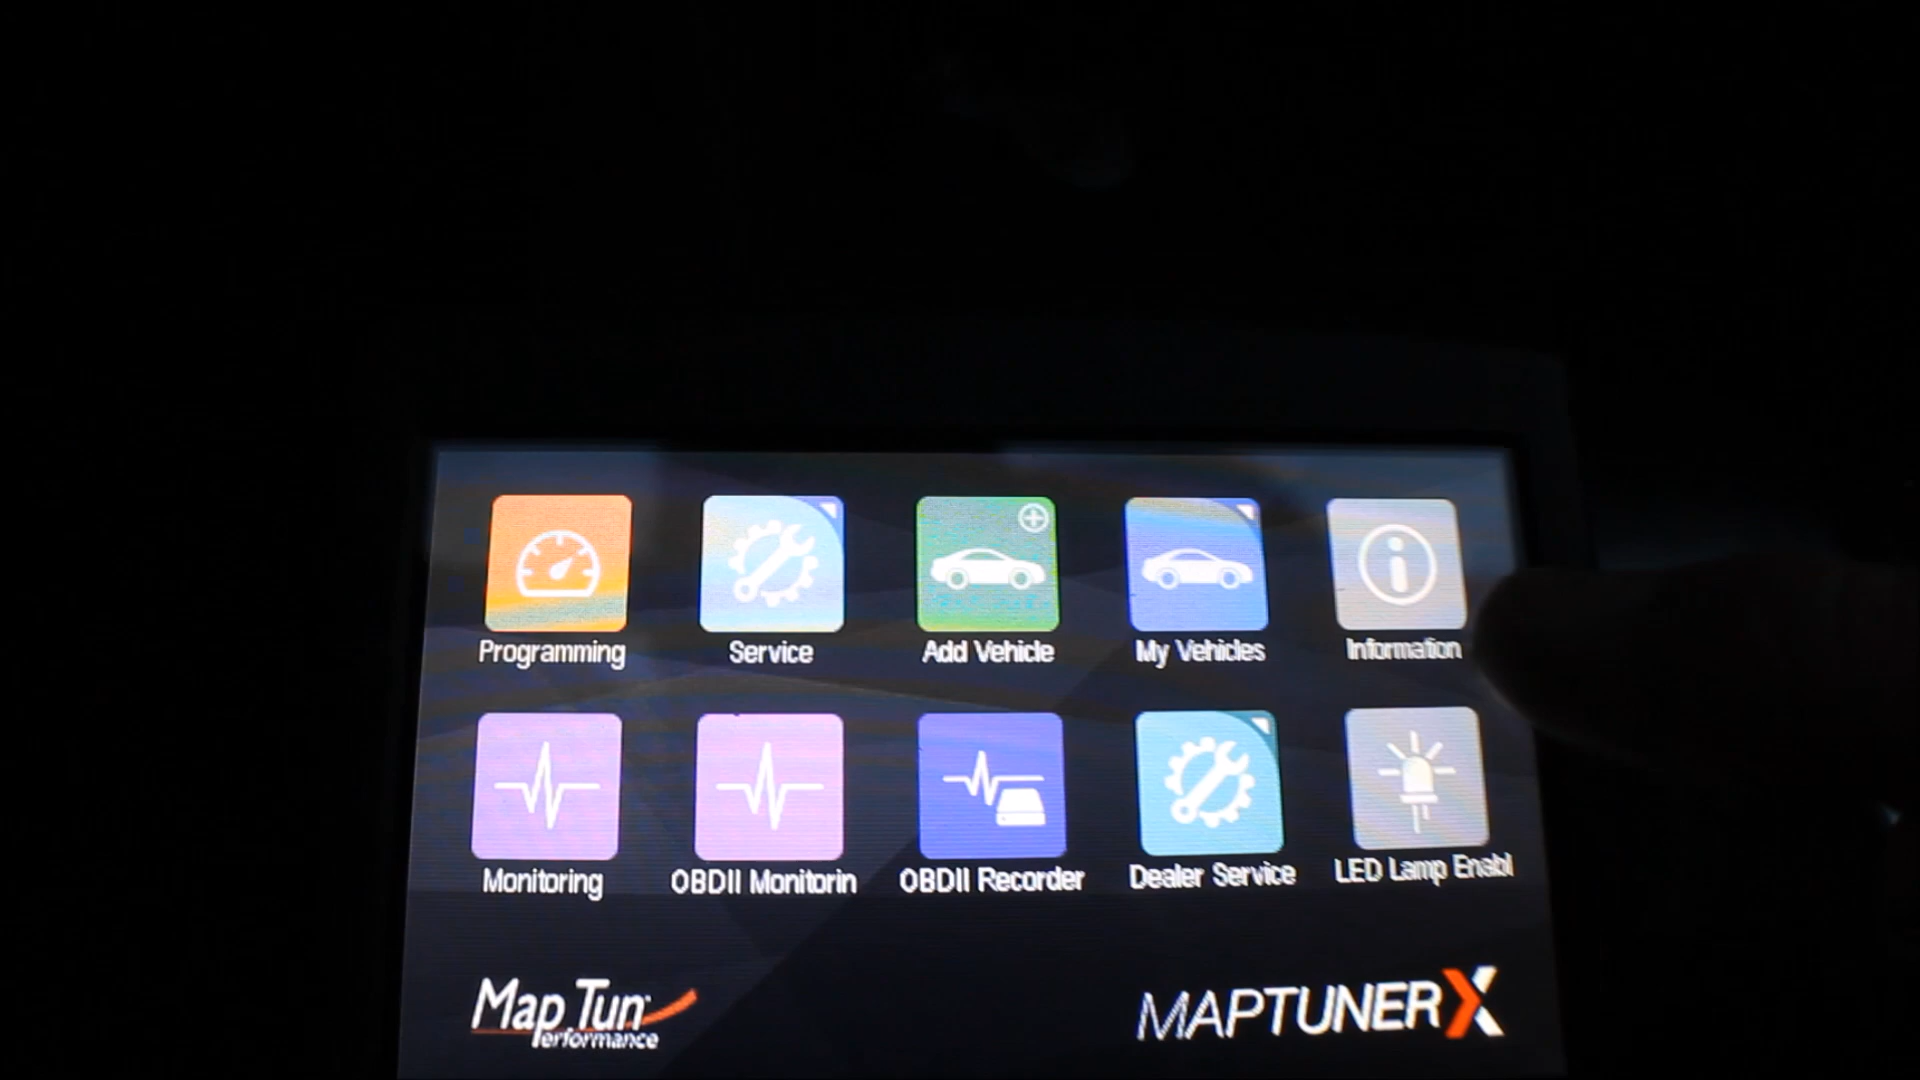 Programming Service Add Vehicle My Vehicles Information
Monitoring OBDII Monitorin OBDII Recorder Dealer Service LED Lamp Enabl
Map Tun MAPTUNER X
Performance